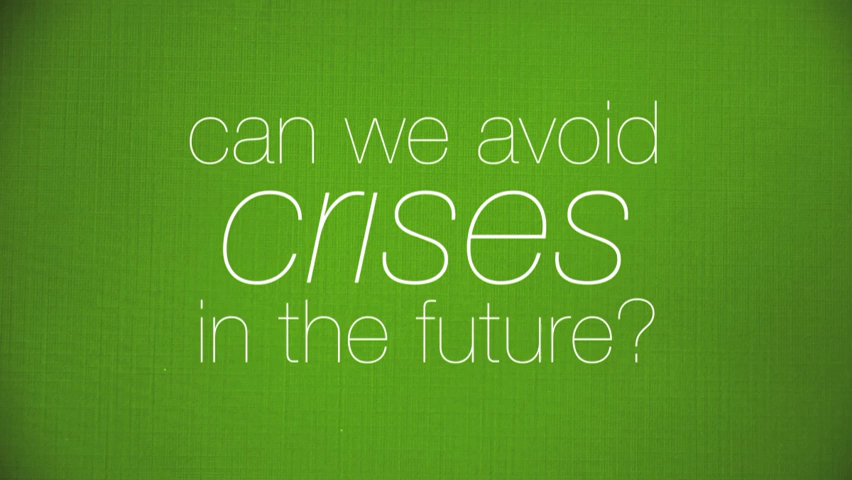 can we avoid
crises
in the future?